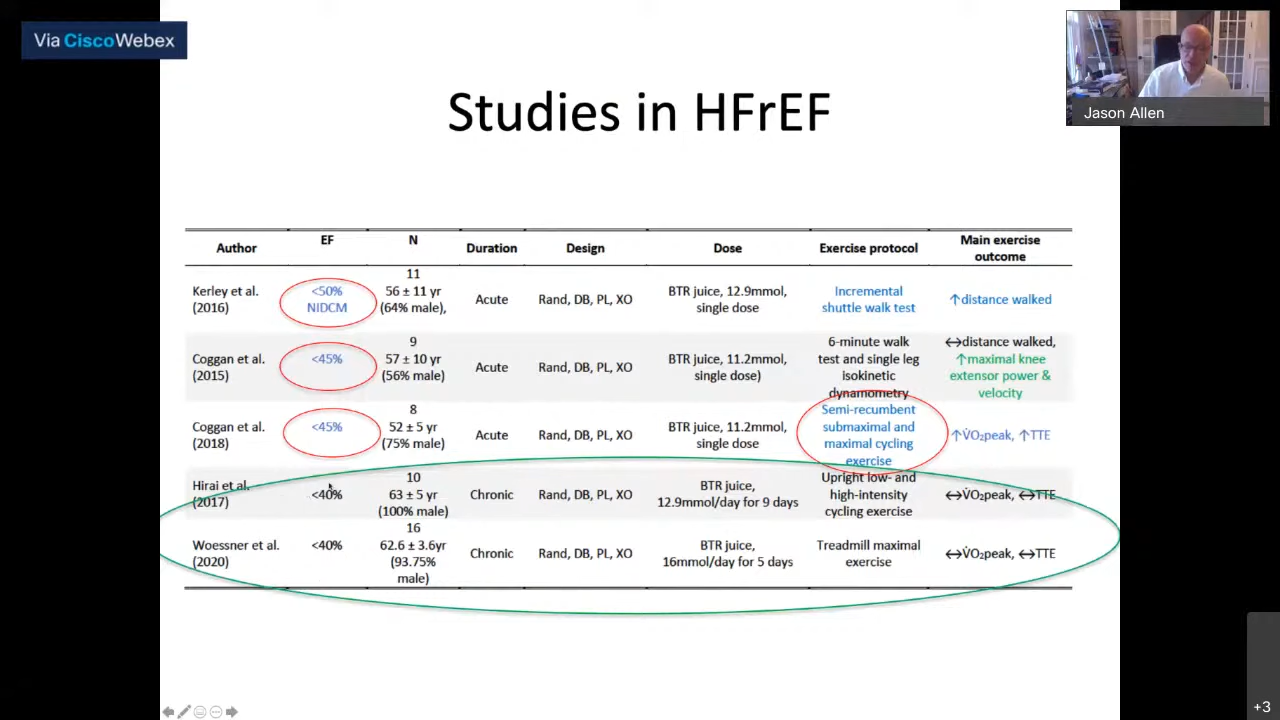 Via CiscoWebex
Jason Allen
Studies in HFrEF
Author EF N Duration Design Dose Exercise protocol Main exercise
outcome
Kerley et al.
(2016)
<50%
NIDCM
11
56 ± 11 yr
(64% male),
Acute
Rand, DB, PL, XO
BTR juice, 12.9mmol,
single dose
Incremental
shuttle walk test
↑distance walked
Coggan et al.
(2015)
<45%
9
57 ± 10 yr
(56% male)
Acute
Rand, DB, PL, XO
BTR juice, 11.2mmol,
single dose)
6-minute walk
test and single leg
isokinetic
dynamometry
↔distance walked,
↑maximal knee
extensor power &
velocity
Coggan et al.
(2018)
<45%
8
52 ± 5 yr
(75% male)
Acute
Rand, DB, PL, XO
BTR juice, 11.2mmol,
single dose
Semi-recumbent
submaximal and
maximal cycling
exercise
↑V̇O₂peak, ↑TTE
Hirai et al.
(2017)
<40%
10
63 ± 5 yr
(100% male)
Chronic
Rand, DB, PL, XO
BTR juice,
12.9mmol/day for 9 days
Upright low- and
high-intensity
cycling exercise
↔V̇O₂peak, ↔TTE
Woessner et al.
(2020)
<40%
16
62.6 ± 3.6yr
(93.75%
male)
Chronic
Rand, DB, PL, XO
BTR juice,
16mmol/day for 5 days
Treadmill maximal
exercise
↔V̇O₂peak, ↔TTE
+3